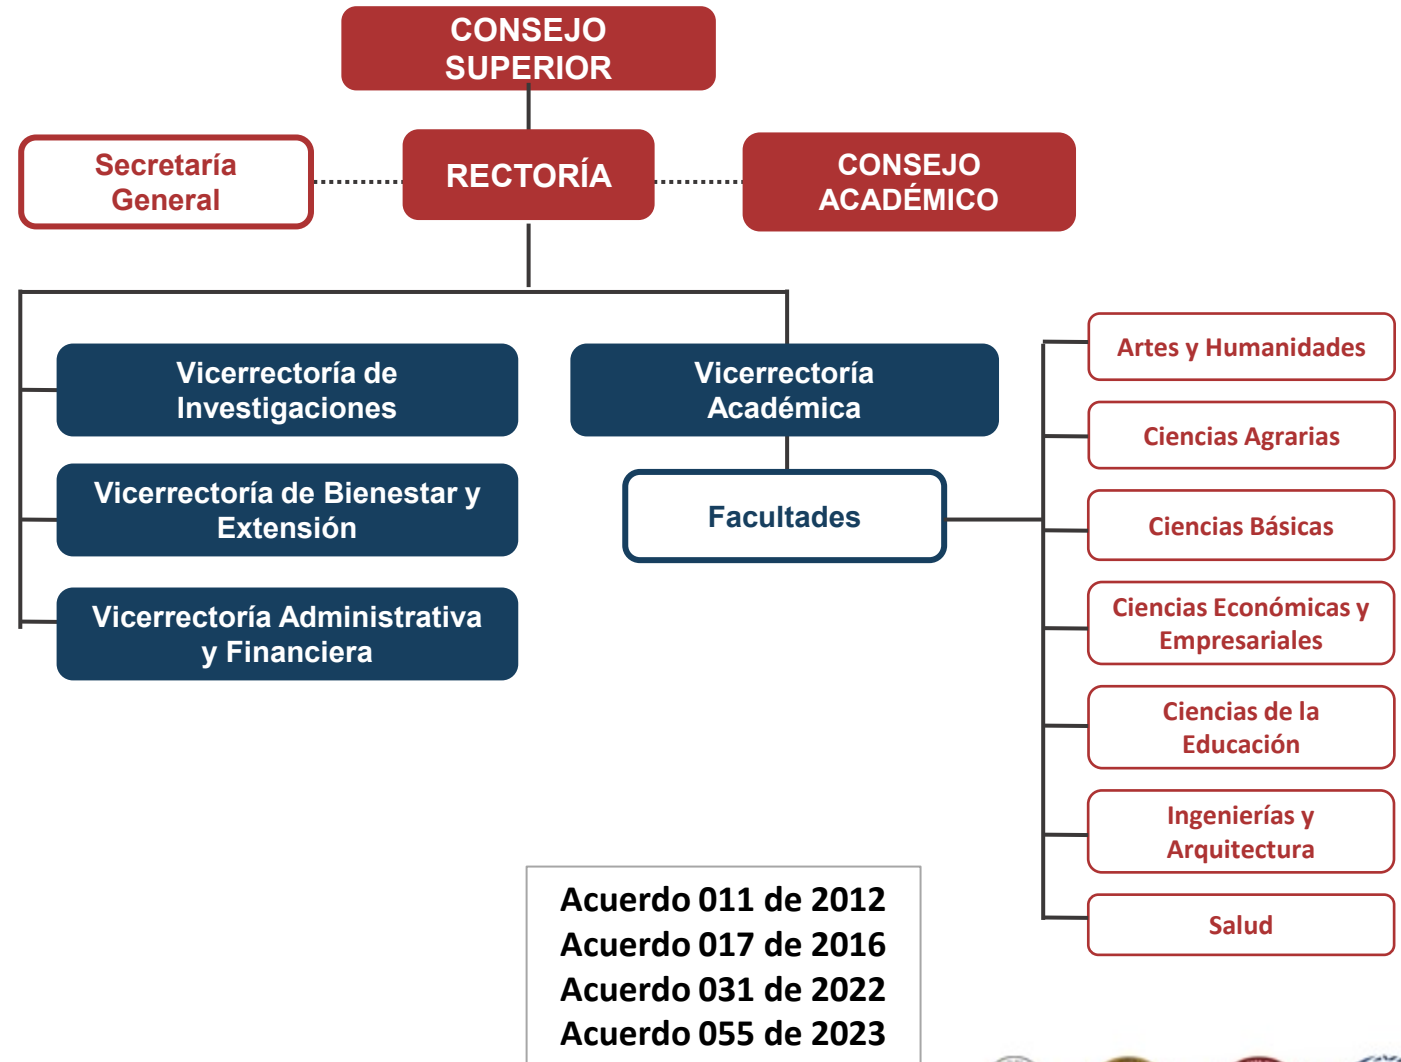 CONSEJO
SUPERIOR
Secretaría
General
RECTORÍA
CONSEJO
ACADÉMICO
Vicerrectoría de
Investigaciones
Vicerrectoría de Bienestar y
Extensión
Vicerrectoría Administrativa
y Financiera
Vicerrectoría
Académica
Facultades
Artes y Humanidades
Ciencias Agrarias
Ciencias Básicas
Ciencias Económicas y
Empresariales
Ciencias de la
Educación
Ingenierías y
Arquitectura
Salud
Acuerdo 011 de 2012
Acuerdo 017 de 2016
Acuerdo 031 de 2022
Acuerdo 055 de 2023